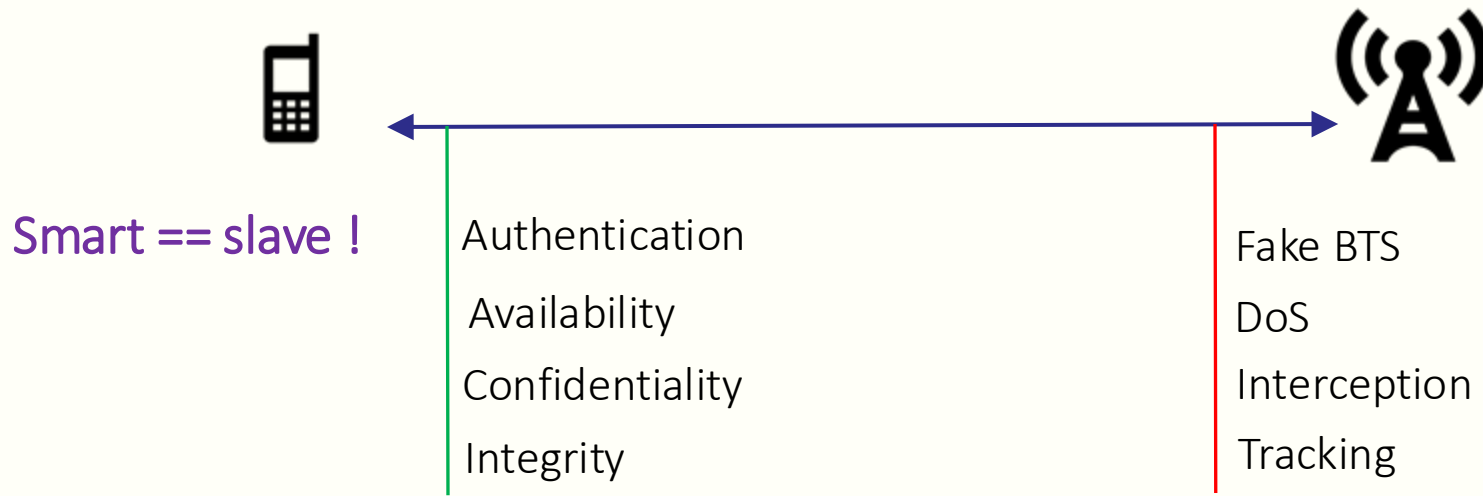 Smart == slave !
Authentication
Availability
Confidentiality
Integrity
Fake BTS
DoS
Interception
Tracking